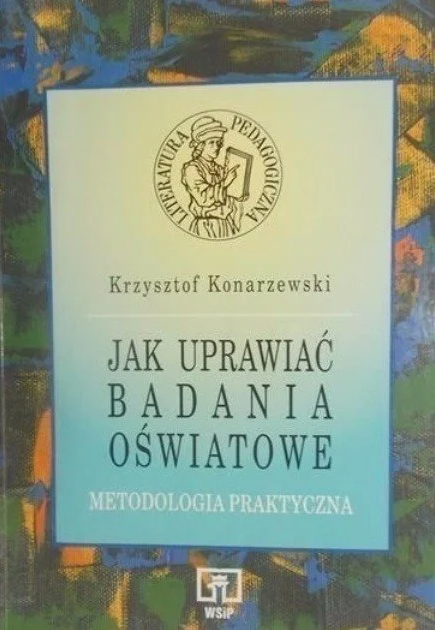 LITERATURA PEDAGOGICZNA
Krzysztof Konarzewski
JAK UPRAWIAĆ
BADANIA
OŚWIATOWE
METODOLOGIA PRAKTYCZNA
WSiP